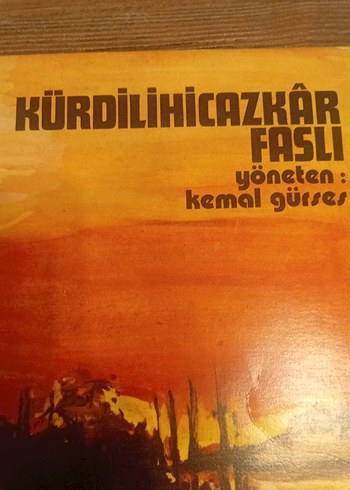 KÜRDİLİHİCAZKÂR
FASLI
yöneten :
kemal gürses